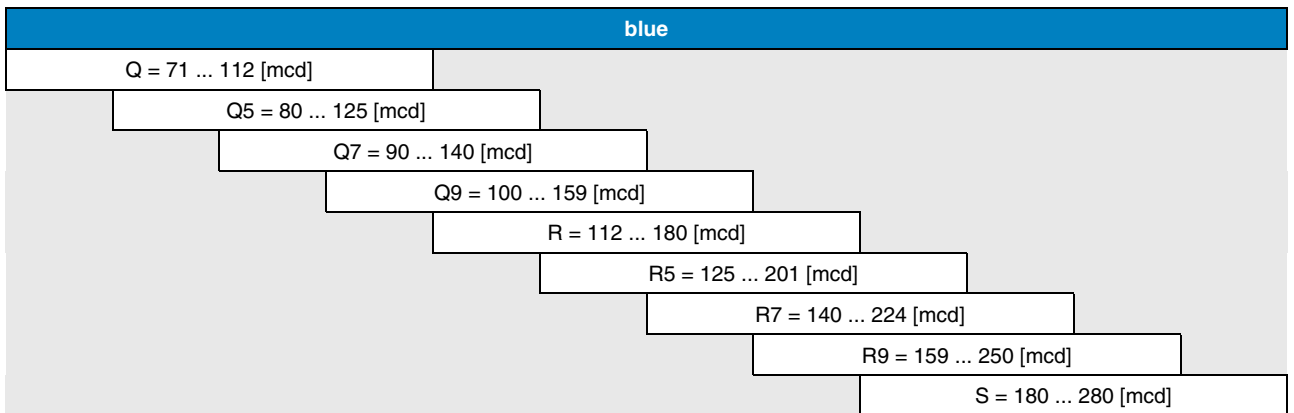 blue
Q = 71 ... 112 [mcd]
Q5 = 80 ... 125 [mcd]
Q7 = 90 ... 140 [mcd]
Q9 = 100 ... 159 [mcd]
R = 112 ... 180 [mcd]
R5 = 125 ... 201 [mcd]
R7 = 140 ... 224 [mcd]
R9 = 159 ... 250 [mcd]
S = 180 ... 280 [mcd]